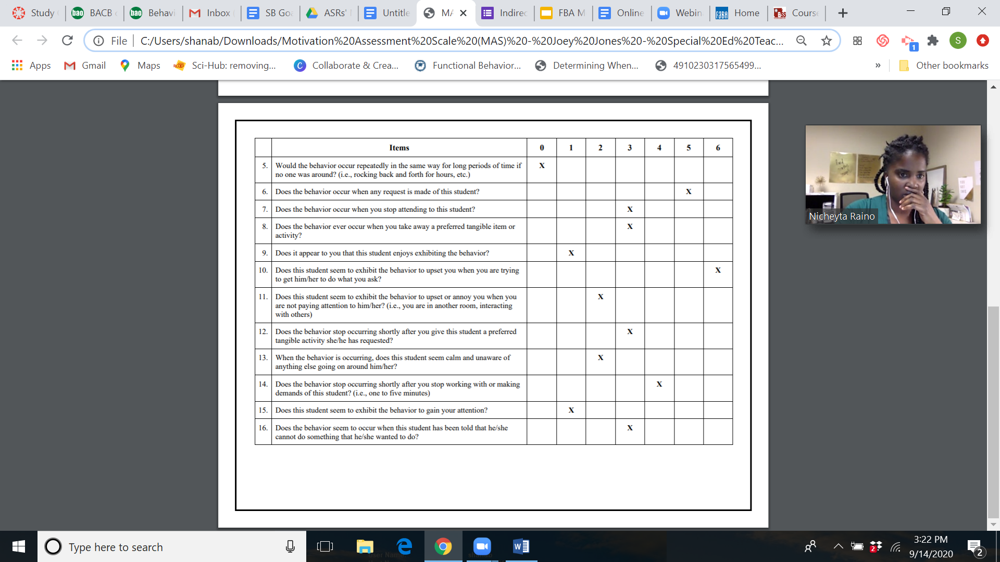 Study
BACB
Behavi
Inbox
SB Goa
ASRs'
Untitle
MA
Indirec
FBA M
Online
Webin
Home
Course
File
C:/Users/shanab/Downloads/Motivation%20Assessment%20Scale%20(MAS)%20-%20Joey%20Jones%20-%20Special%20Ed%20Teac...
S
1
Apps
Gmail
Maps
Sci-Hub: removing...
Collaborate & Crea...
Functional Behavior...
Determining When...
4910230317565499...
»
Other bookmarks
Items 0 1 2 3 4 5 6
5. Would the behavior occur repeatedly in the same way for long periods of time if X
no one was around? (i.e., rocking back and forth for hours, etc.)
6. Does the behavior occur when any request is made of this student? X
7. Does the behavior occur when you stop attending to this student? X
8. Does the behavior ever occur when you take away a preferred tangible item or X
activity?
9. Does it appear to you that this student enjoys exhibiting the behavior? X
10. Does this student seem to exhibit the behavior to upset you when you are trying X
to get him/her to do what you ask?
11. Does this student seem to exhibit the behavior to upset or annoy you when you X
are not paying attention to him/her? (i.e., you are in another room, interacting
with others)
12. Does the behavior stop occurring shortly after you give this student a preferred X
tangible activity she/he has requested?
13. When the behavior is occurring, does this student seem calm and unaware of X
anything else going on around him/her?
14. Does the behavior stop occurring shortly after you stop working with or making X
demands of this student? (i.e., one to five minutes)
15. Does this student seem to exhibit the behavior to gain your attention? X
16. Does the behavior seem to occur when this student has been told that he/she X
cannot do something that he/she wanted to do?
Nicheyta Raino
Type here to search
3:22 PM
9/14/2020
2
2